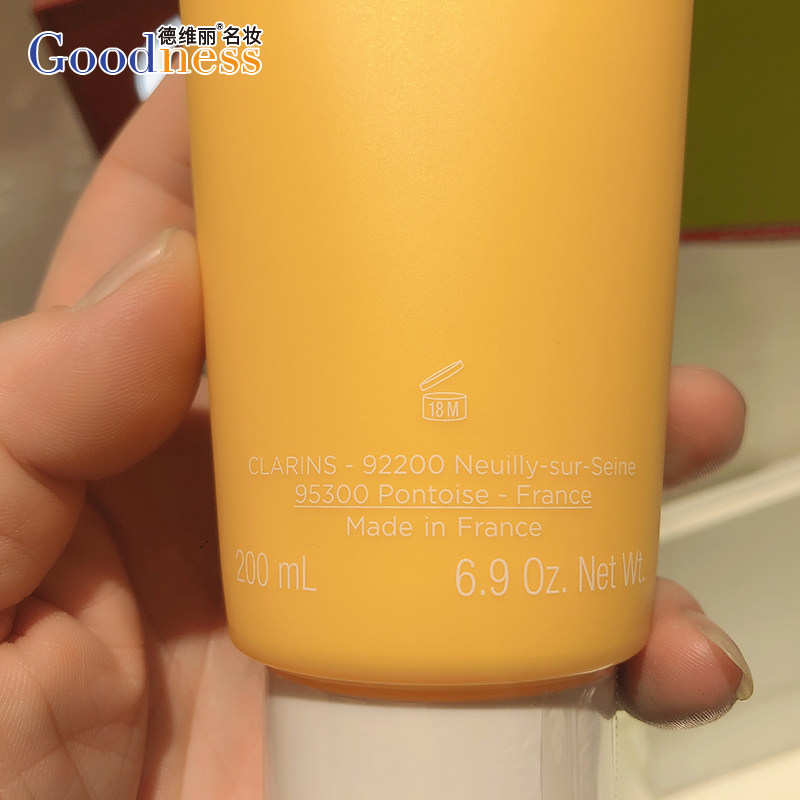 德维丽®名妆
Goodness
18M
CLARINS - 92200 Neuilly-sur-Seine
95300 Pontoise - France
Made in France
200 mL 6.9 Oz. Net Wt.